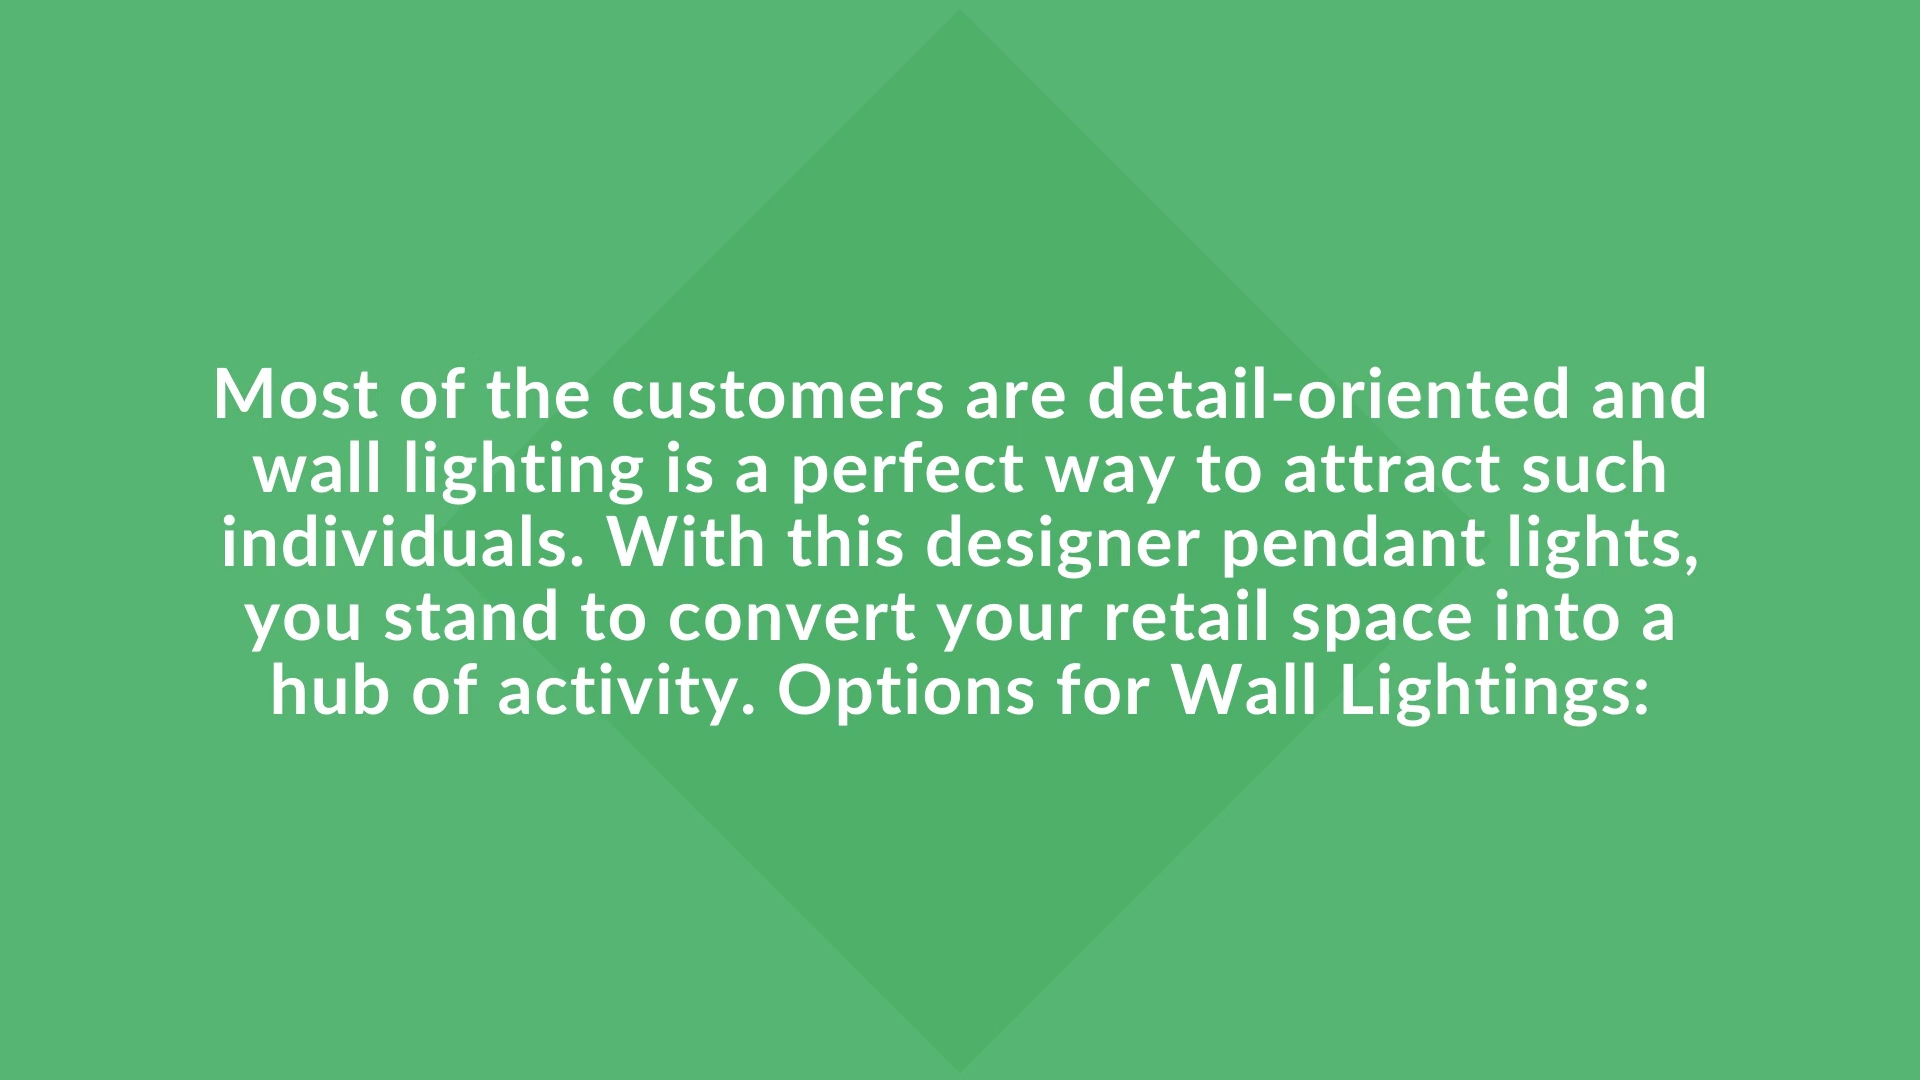 Most of the customers are detail-oriented and
wall lighting is a perfect way to attract such
individuals. With this designer pendant lights,
you stand to convert your retail space into a
hub of activity. Options for Wall Lightings: